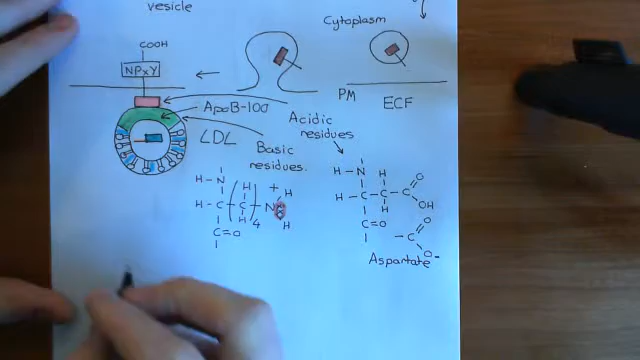 vesicle
Cytoplasm
COOH
NPxY
PM
ECF
ApoB-100
LDL
Acidic
residues
Basic
residues.
H-N
H
H-C
C
H
4
C=O
N
+
H
H
H-N
H
H-C-C-C
O
OH
H
C=O
-C
O
O-
Aspartate